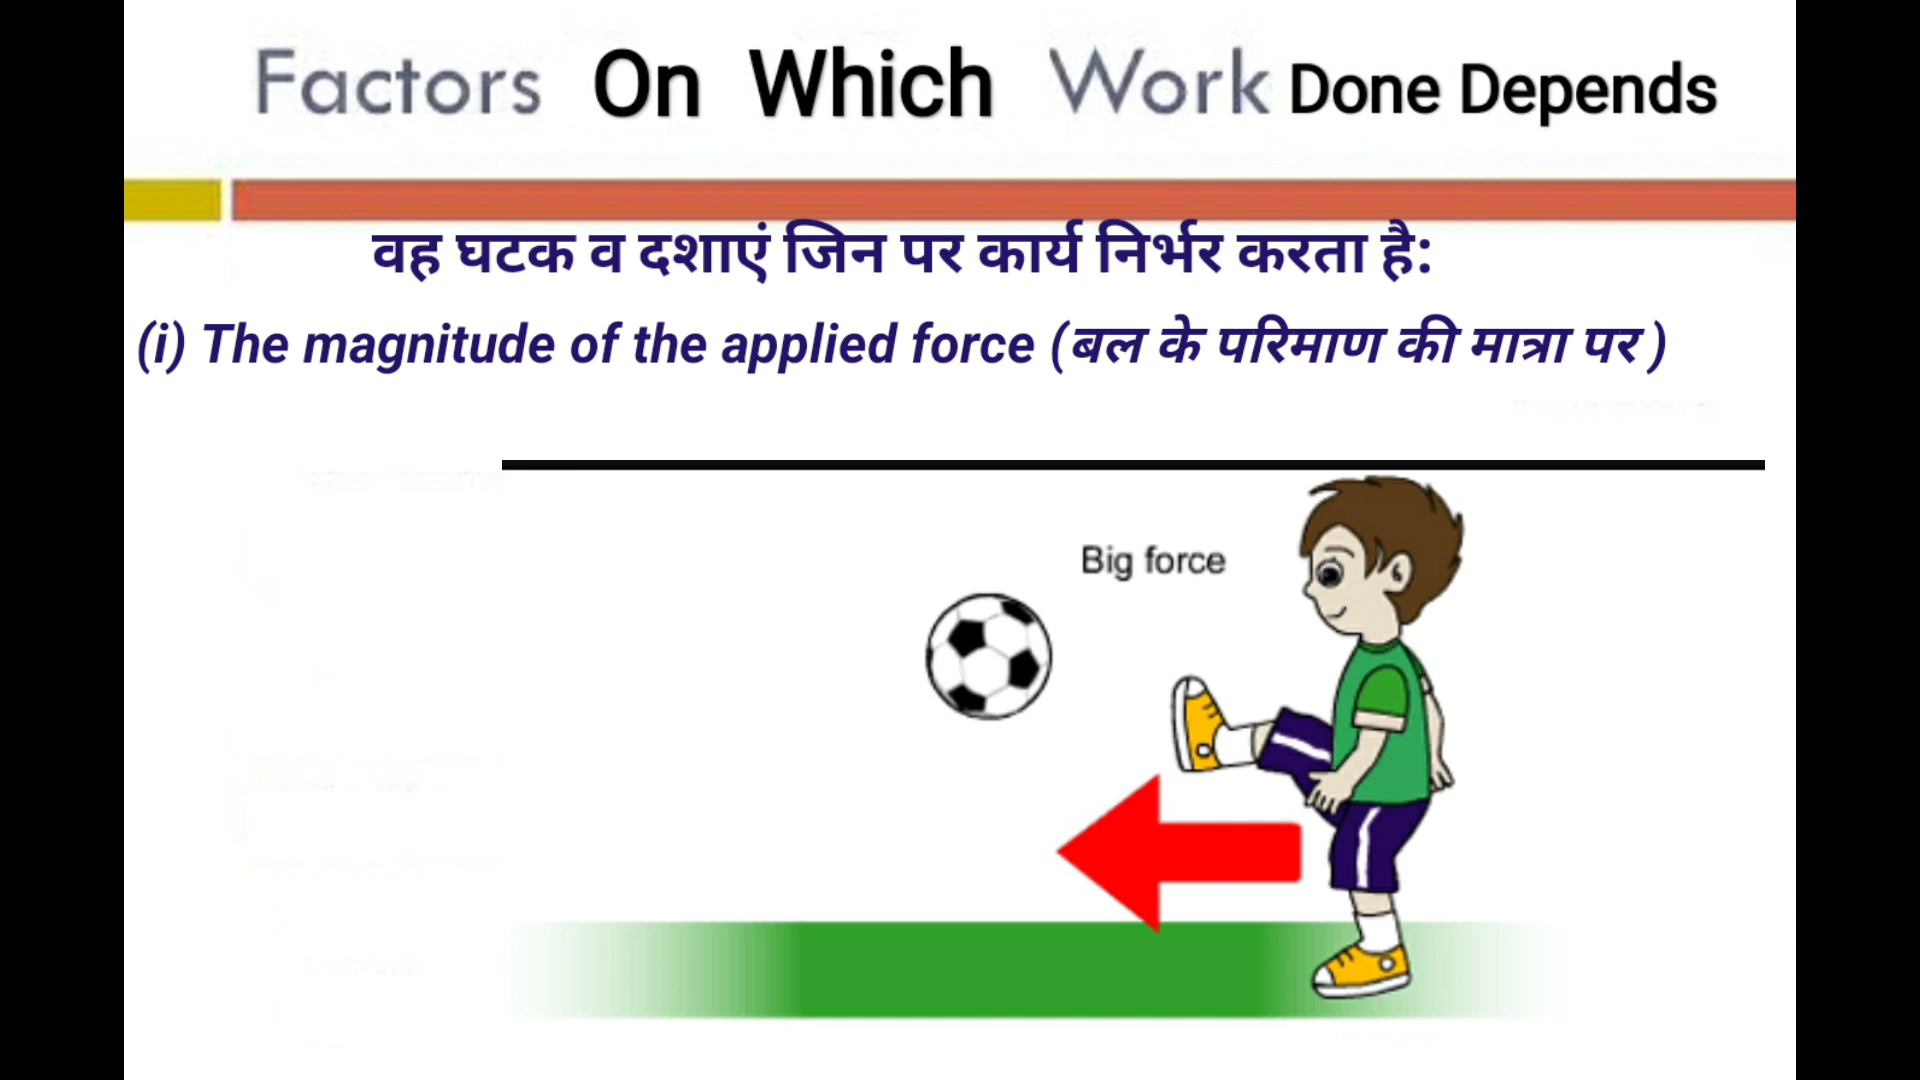 Factors On Which Work Done Depends
वह घटक व दशाएं जिन पर कार्य निर्भर करता है:
(i) The magnitude of the applied force (बल के परिमाण की मात्रा पर )
Big force